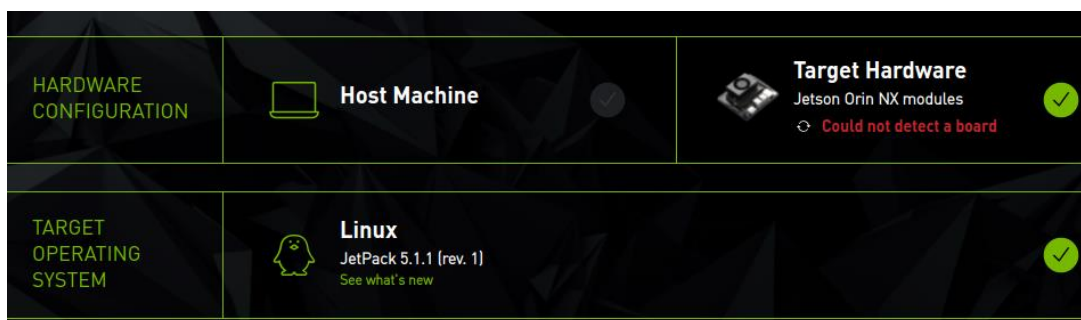 HARDWARE
CONFIGURATION
Host Machine
Target Hardware
Jetson Orin NX modules
Could not detect a board
TARGET
OPERATING
SYSTEM
Linux
JetPack 5.1.1 (rev. 1)
See what's new